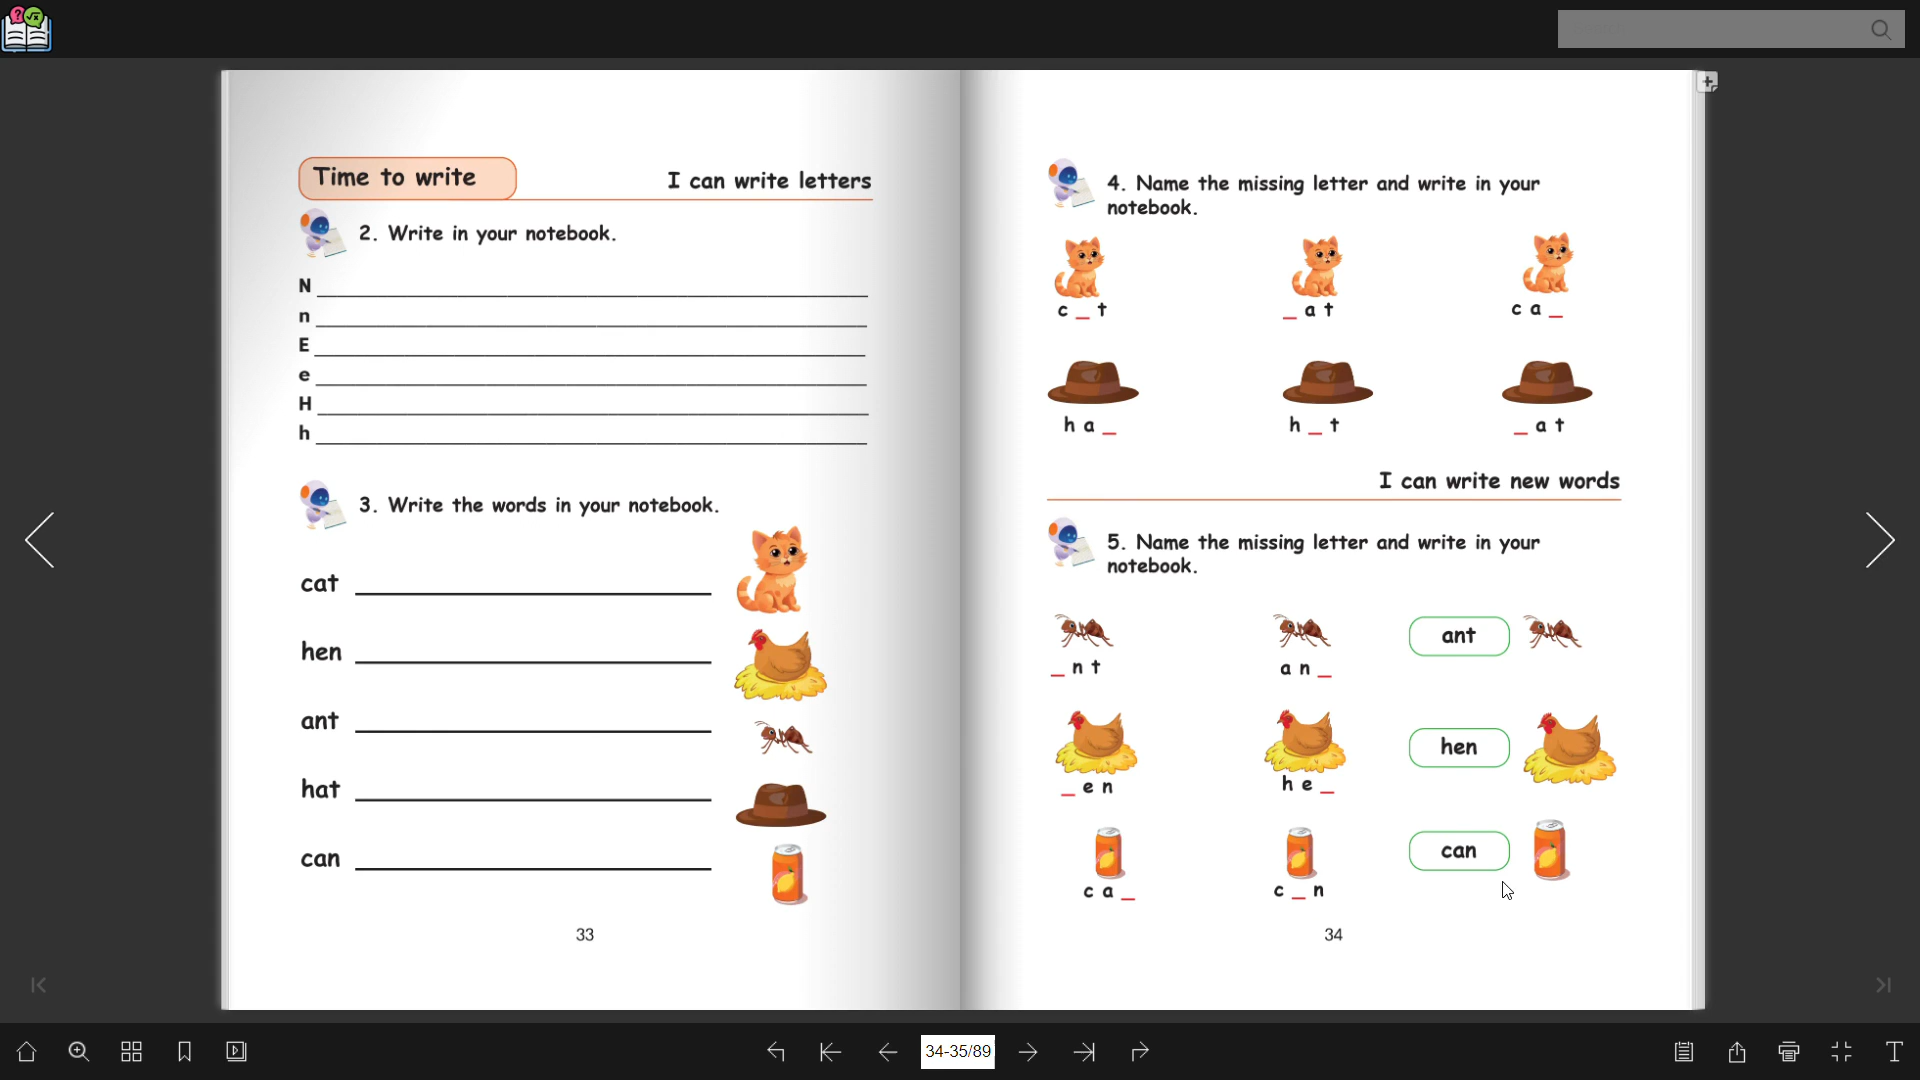 Time to write
I can write letters
2. Write in your notebook.
N
n
E
e
H
h
3. Write the words in your notebook.
cat
hen
ant
hat
can
33
4. Name the missing letter and write in your
notebook.
c _ t
_ a t
c a _
h a _
h _ t
_ a t
I can write new words
5. Name the missing letter and write in your
notebook.
_ n t
a n _
ant
_ e n
h e _
hen
c a _
c _ n
can
34
34-35/89